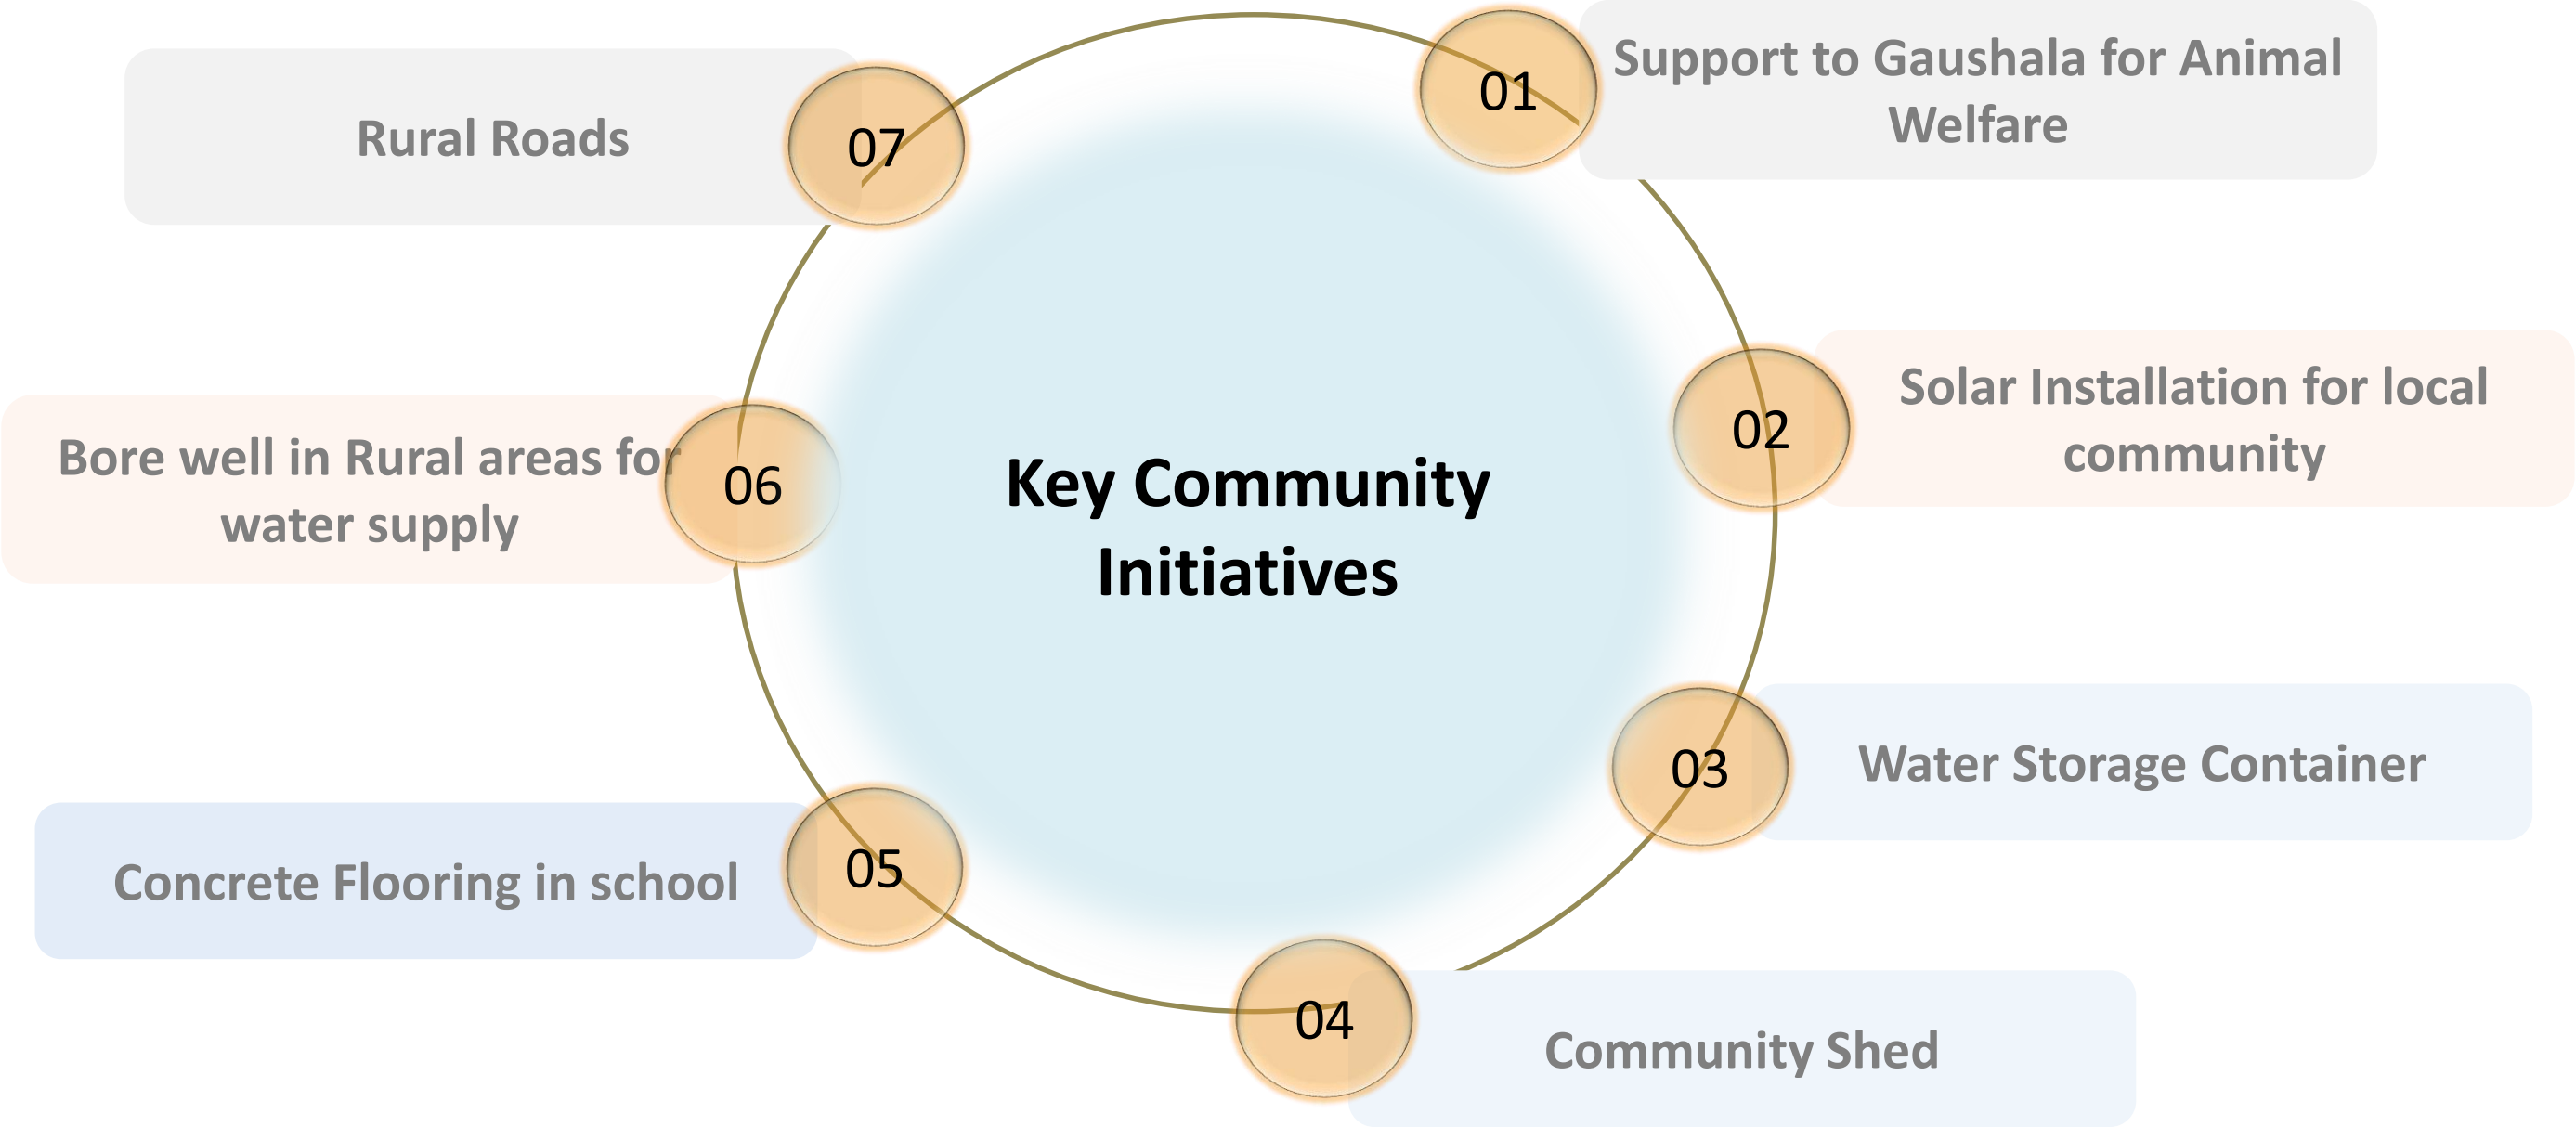 01
Support to Gaushala for Animal
Welfare
02
Solar Installation for local
community
03
Water Storage Container
04
Community Shed
05
Concrete Flooring in school
06
Bore well in Rural areas for
water supply
07
Rural Roads
Key Community
Initiatives